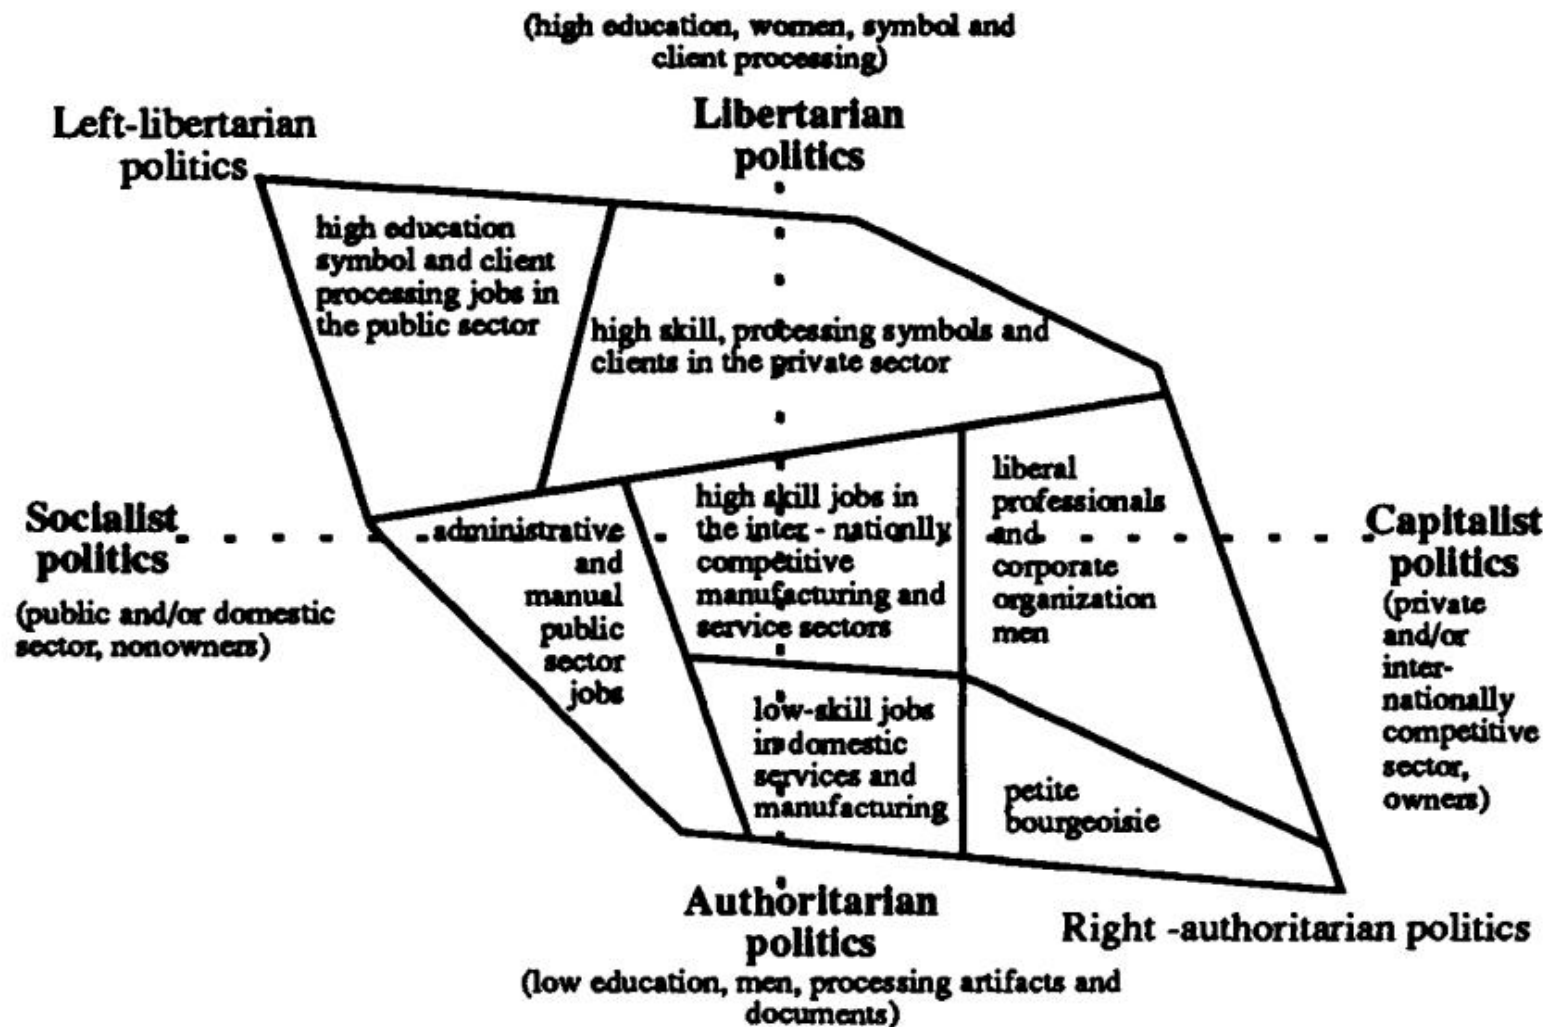 (high education, women, symbol and
client processing)
Left-libertarian
politics
Libertarian
politics
high education
symbol and client
processing jobs in
the public sector
high skill, processing symbols and
clients in the private sector
Socialist
politics
(public and/or domestic
sector, nonowners)
administrative
and
manual
public
sector
jobs
high skill jobs in
the inter - nationlly
competitive
manufacturing and
service sectors
liberal
professionals
and
corporate
organization
men
Capitalist
politics
(private
and/or
inter-
nationally
competitive
sector,
owners)
low-skill jobs
in domestic
services and
manufacturing
petite
bourgeoisie
Authoritarian
politics
(low education, men, processing artifacts and
documents)
Right -authoritarian politics